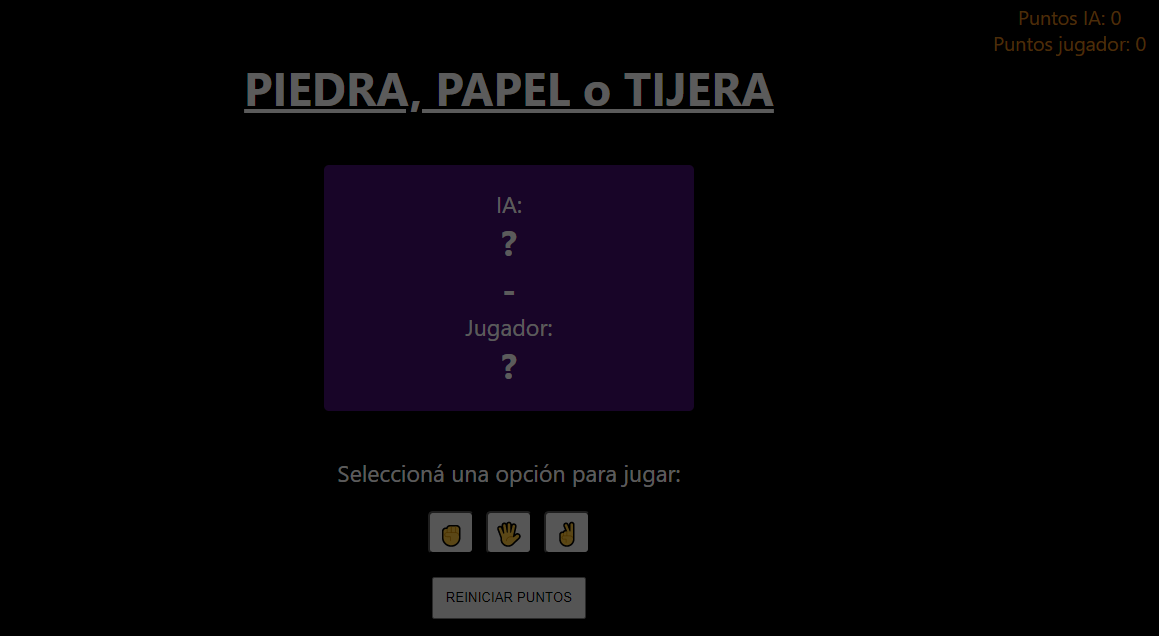 Puntos IA: 0
Puntos jugador: 0
PIEDRA, PAPEL o TIJERA
IA:
?
-
Jugador:
?
Seleccioná una opción para jugar:
REINICIAR PUNTOS